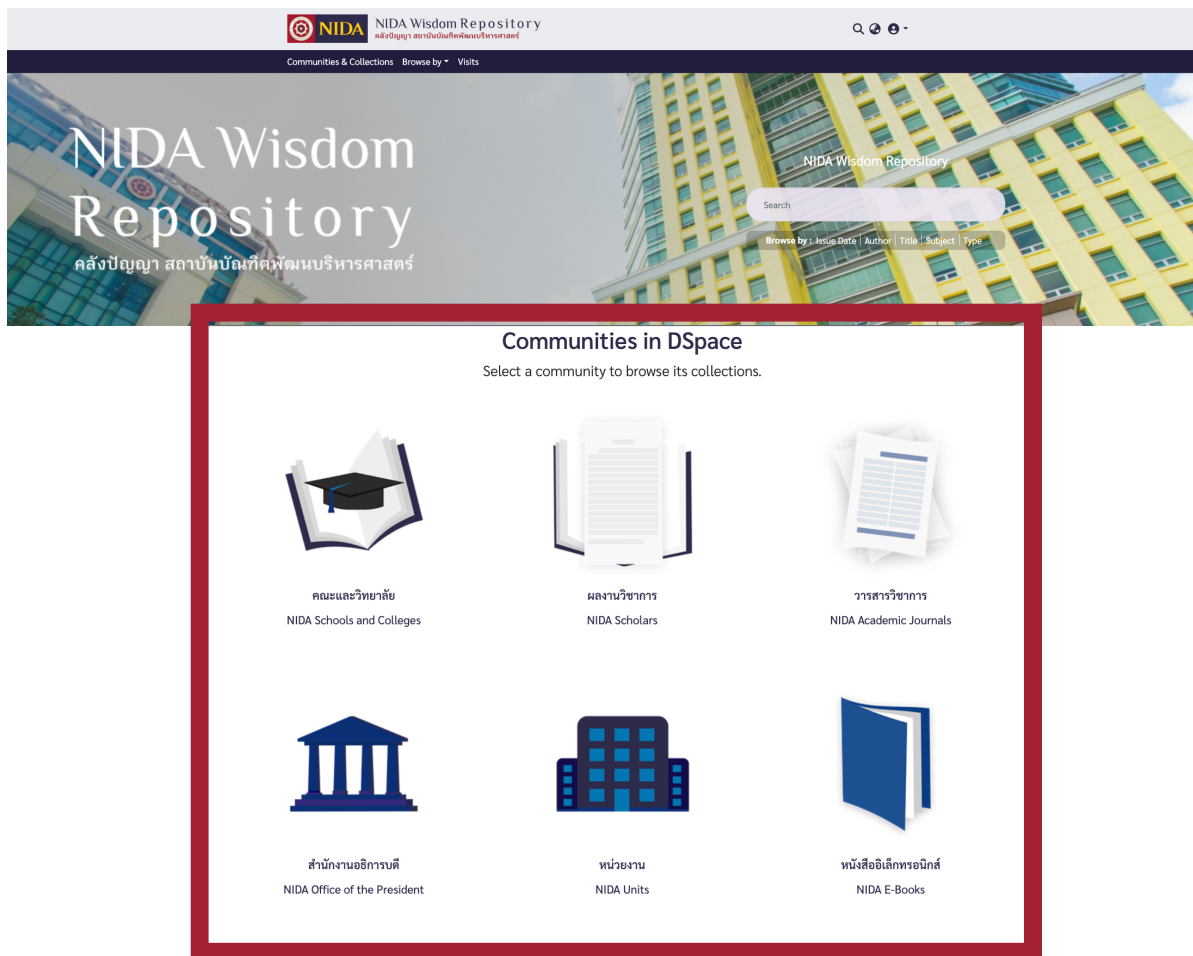 NIDA
NIDA Wisdom Repository
คลังปัญญา สถาบันบัณฑิตพัฒนบริหารศาสตร์
Communities & Collections Browse by Visits
NIDA Wisdom
Repository
คลังปัญญา สถาบันบัณฑิตพัฒนบริหารศาสตร์
NIDA Wisdom Repository
Search
Browse by : Issue Date | Author | Title | Subject | Type
Communities in DSpace
Select a community to browse its collections.
คณะและวิทยาลัย
NIDA Schools and Colleges
ผลงานวิชาการ
NIDA Scholars
วารสารวิชาการ
NIDA Academic Journals
สำนักงานอธิการบดี
NIDA Office of the President
หน่วยงาน
NIDA Units
หนังสืออิเล็กทรอนิกส์
NIDA E-Books